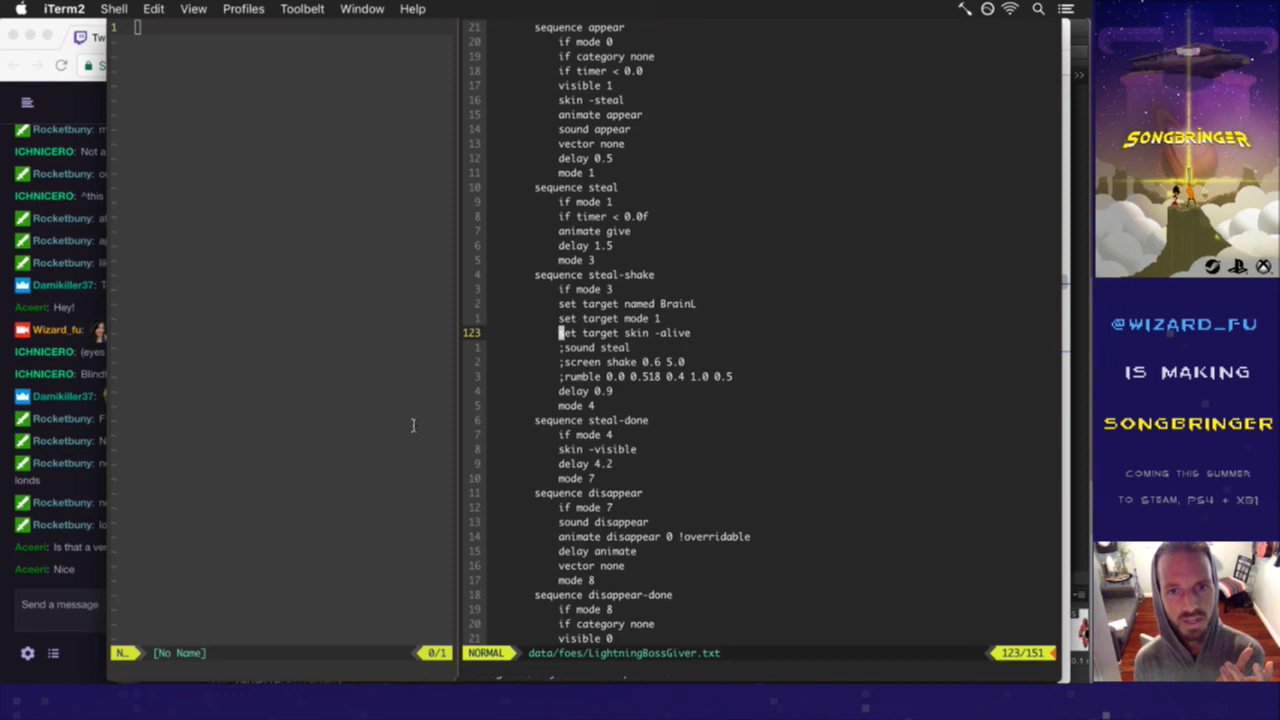 iTerm2 Shell Edit View Profiles Toolbelt Window Help
Tw
S
Rocketbuny: m
ICHNICERO: Not a
Rocketbuny: o
ICHNICERO: ^this
Rocketbuny: a
Rocketbuny: a
Rocketbuny: lik
Damikiller37: T
Aceeri: Hey!
Wizard_fu:
ICHNICERO: (eyes
ICHNICERO: Blind
Damikiller37:
Rocketbuny: F
Rocketbuny: N
Rocketbuny: n
londs
Rocketbuny: n
Rocketbuny: lo
Aceeri: Is that a ver
Aceeri: Nice
Send a message
1
N... [No Name] 0/1
21 sequence appear
20 if mode 0
19 if category none
18 if timer < 0.0
17 visible 1
16 skin -steal
15 animate appear
14 sound appear
13 vector none
12 delay 0.5
11 mode 1
10 sequence steal
9 if mode 1
8 if timer < 0.0f
7 animate give
6 delay 1.5
5 mode 3
4 sequence steal-shake
3 if mode 3
2 set target named BrainL
1 set target mode 1
123 set target skin -alive
1 ;sound steal
2 ;screen shake 0.6 5.0
3 ;rumble 0.0 0.518 0.4 1.0 0.5
4 delay 0.9
5 mode 4
6 sequence steal-done
7 if mode 4
8 skin -visible
9 delay 4.2
10 mode 7
11 sequence disappear
12 if mode 7
13 sound disappear
14 animate disappear 0 !overridable
15 delay animate
16 vector none
17 mode 8
18 sequence disappear-done
19 if mode 8
20 if category none
21 visible 0
NORMAL data/foes/LightningBossGiver.txt 123/151
SONGBRINGER
@WIZARD_FU
IS MAKING
SONGBRINGER
COMING THIS SUMMER
TO STEAM, PS4 + XB1